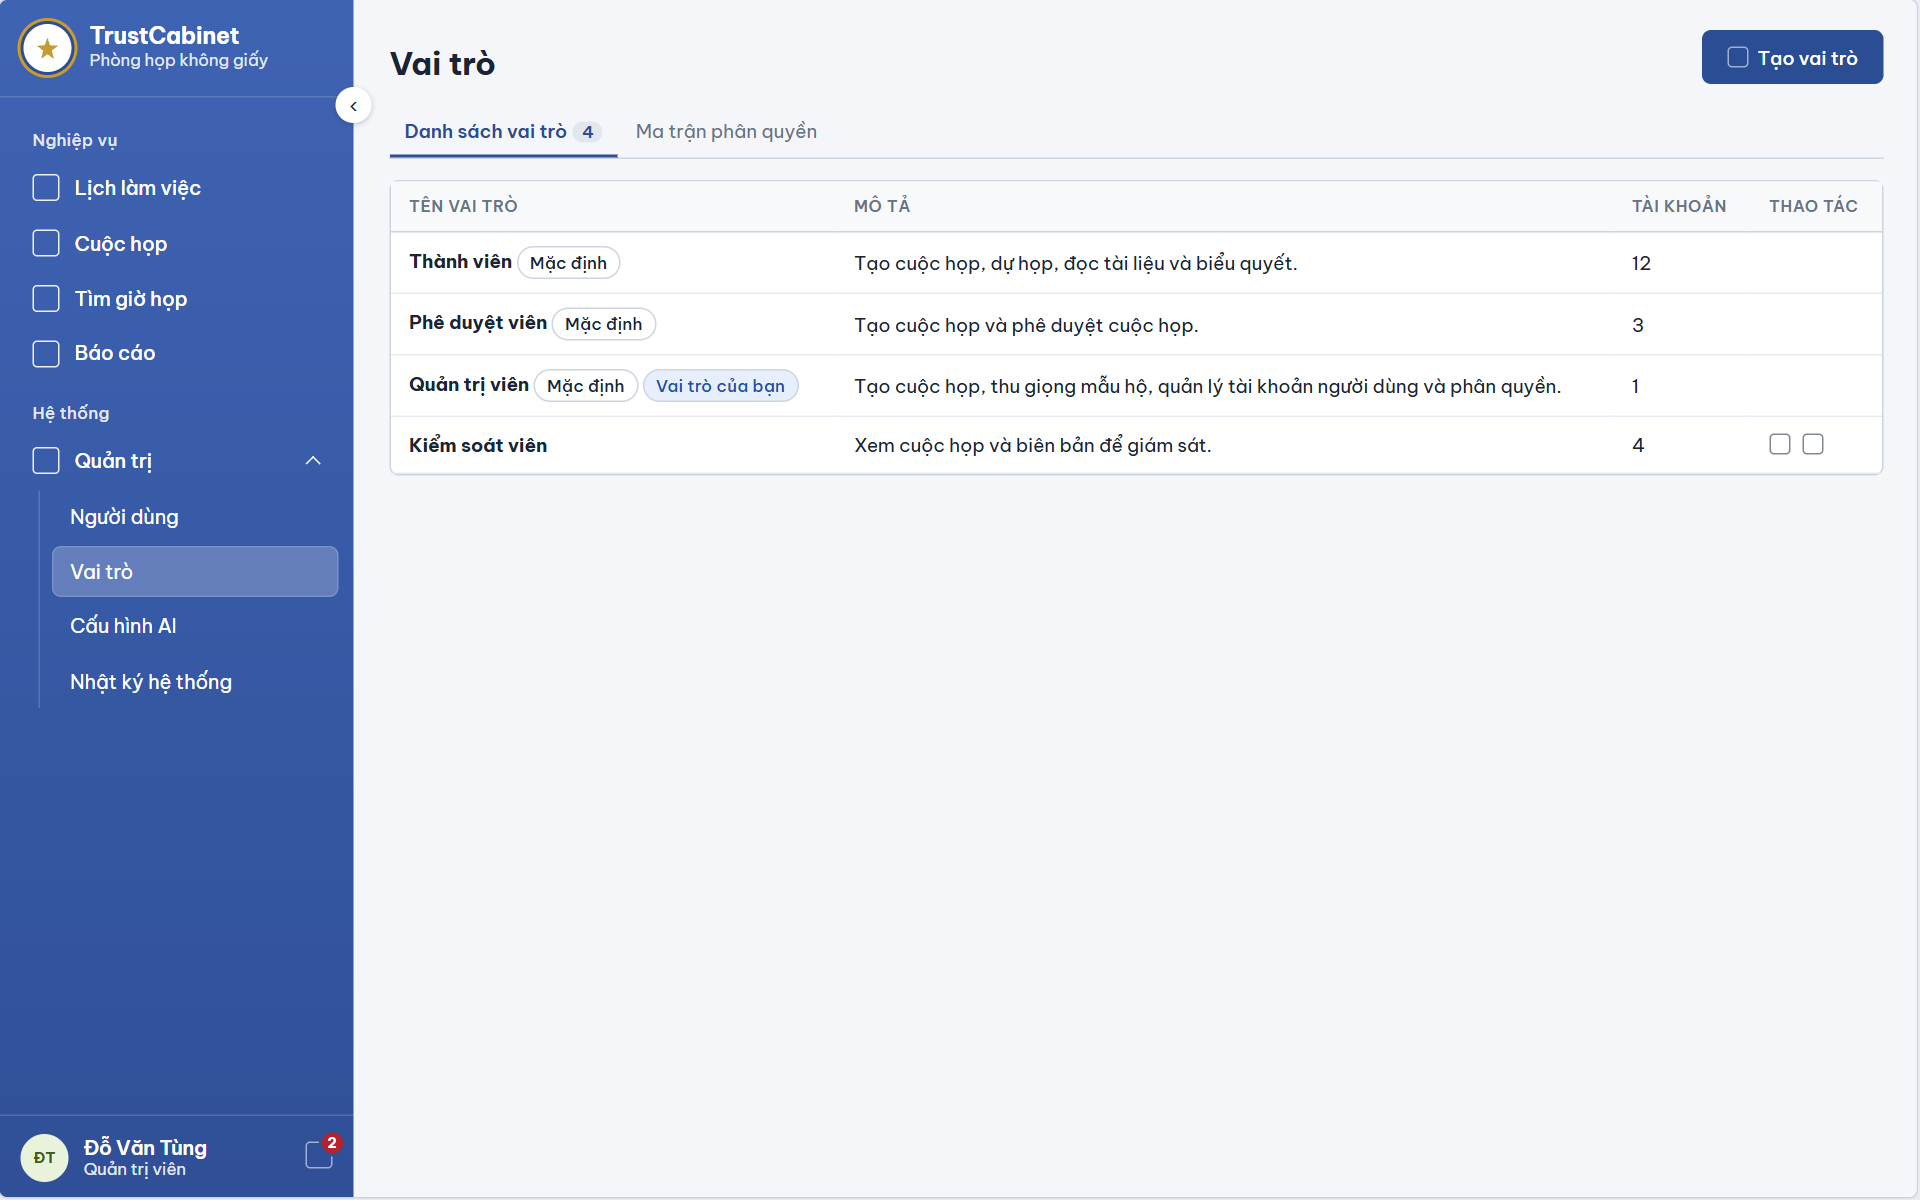 TrustCabinet
Phòng họp không giấy
Nghiệp vụ
Lịch làm việc
Cuộc họp
Tìm giờ họp
Báo cáo
Hệ thống
Quản trị
Người dùng
Vai trò
Cấu hình AI
Nhật ký hệ thống
ĐT
Đỗ Văn Tùng
Quản trị viên
2
Vai trò
Tạo vai trò
Danh sách vai trò 4
Ma trận phân quyền
TÊN VAI TRÒ MÔ TẢ TÀI KHOẢN THAO TÁC
Thành viên Mặc định Tạo cuộc họp, dự họp, đọc tài liệu và biểu quyết. 12
Phê duyệt viên Mặc định Tạo cuộc họp và phê duyệt cuộc họp. 3
Quản trị viên Mặc định Vai trò của bạn Tạo cuộc họp, thu giọng mẫu hộ, quản lý tài khoản người dùng và phân quyền. 1
Kiểm soát viên Xem cuộc họp và biên bản để giám sát. 4